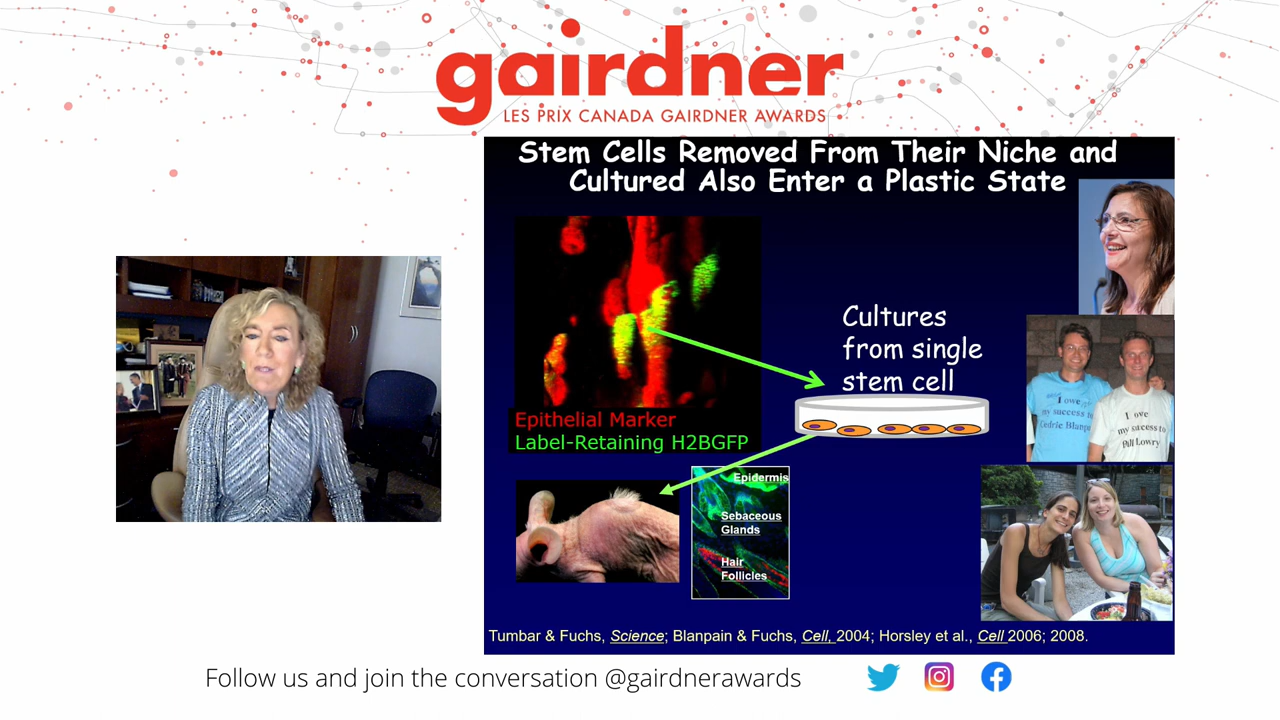 gairdner
LES PRIX CANADA GAIRDNER AWARDS
Stem Cells Removed From Their Niche and
Cultured Also Enter a Plastic State
Cultures
from single
stem cell
Epithelial Marker
Label-Retaining H2BGFP
I owe
my success to
Cedric Blanpa
I owe
my success to
Bill Lowry
Epidermis
Sebaceous
Glands
Hair
Follicles
Tumbar & Fuchs, Science; Blanpain & Fuchs, Cell, 2004; Horsley et al., Cell 2006; 2008.
Follow us and join the conversation @gairdnerawards